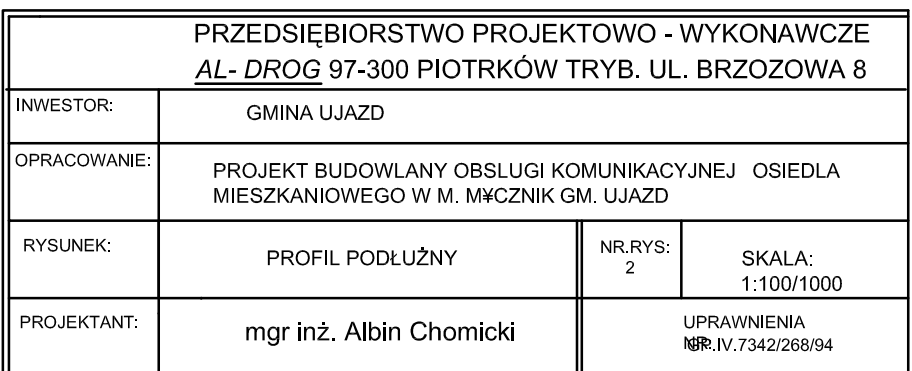 PRZEDSIĘBIORSTWO PROJEKTOWO - WYKONAWCZE
AL- DROG 97-300 PIOTRKÓW TRYB. UL. BRZOZOWA 8
INWESTOR:
GMINA UJAZD
OPRACOWANIE:
PROJEKT BUDOWLANY OBSLUGI KOMUNIKACYJNEJ OSIEDLA
MIESZKANIOWEGO W M. M¥CZNIK GM. UJAZD
RYSUNEK:
PROFIL PODŁUŻNY
NR.RYS:
2
SKALA:
1:100/1000
PROJEKTANT:
mgr inż. Albin Chomicki
UPRAWNIENIA
NR. GP.IV.7342/268/94